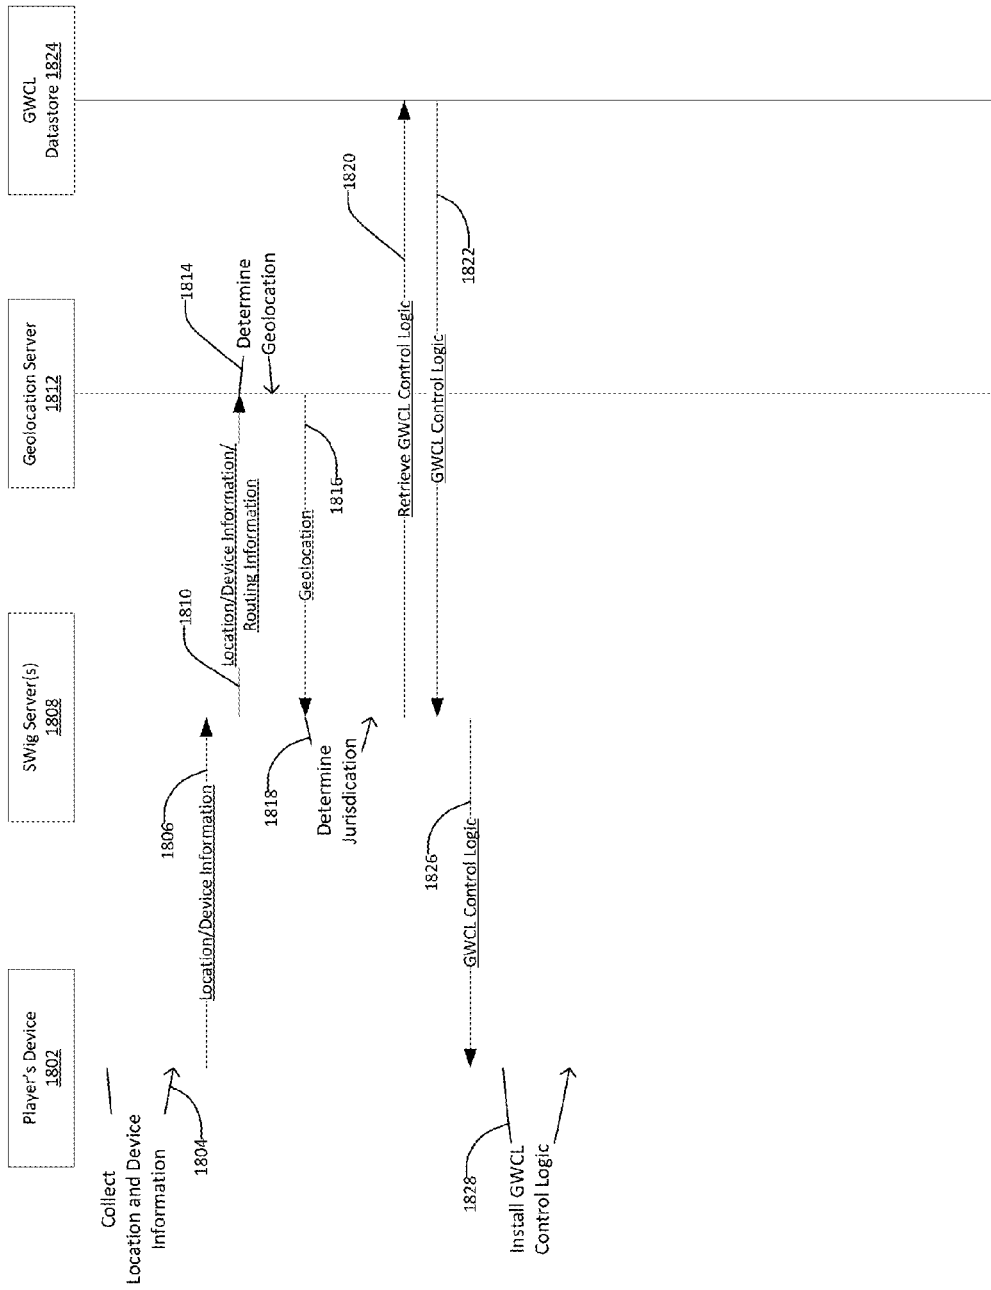 Player's Device
1802
SWig Server(s)
1808
Geolocation Server
1812
GWCL
Datastore 1824
Collect
Location and Device
Information
1804
1806
Location/Device Information
1810
Location/Device Information/
Routing Information
1814
Determine
Geolocation
Geolocation
1816
1818
Determine
Jurisdication
1820
Retrieve GWCL Control Logic
GWCL Control Logic
1822
1826
GWCL Control Logic
1828
Install GWCL
Control Logic